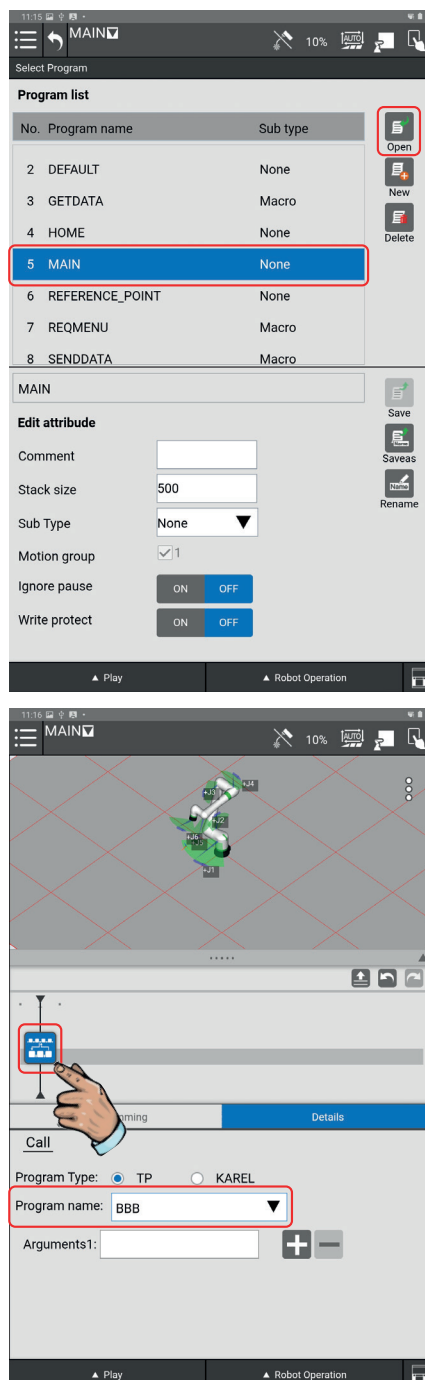 11:15
MAIN
10%
AUTO
Select Program
Program list
No. Program name Sub type
Open
2 DEFAULT None
New
3 GETDATA Macro
4 HOME None
Delete
5 MAIN None
6 REFERENCE_POINT None
7 REQMENU Macro
8 SENDDATA Macro
MAIN
Save
Edit attribude
Comment
Saveas
Stack size 500
Name
Rename
Sub Type None
Motion group 1
Ignore pause ON OFF
Write protect ON OFF
Play Robot Operation
11:16
MAIN
10%
AUTO
+J3 +J4
+J2
+J6
+J1
mming Details
Call
Program Type: TP KAREL
Program name: BBB
Arguments1:
Play Robot Operation